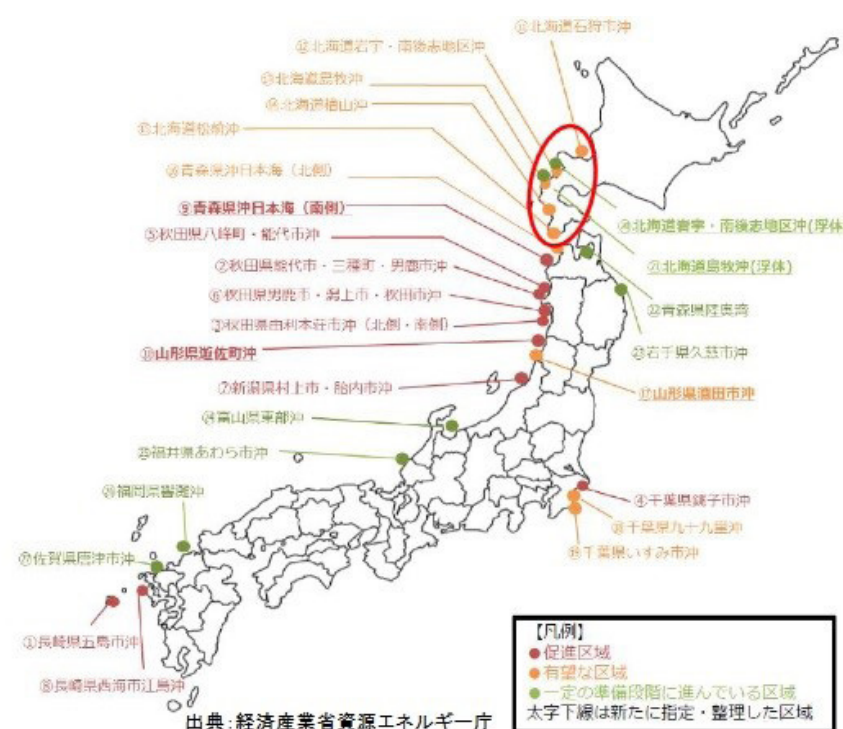 ⑪北海道石狩市沖
⑫北海道岩宇・南後志地区沖
⑬北海道島牧沖
⑭北海道檜山沖
⑮北海道松前沖
⑯青森県沖日本海（北側）
⑨青森県沖日本海（南側）
⑤秋田県八峰町・能代市沖
②秋田県能代市・三種町・男鹿市沖
⑥秋田県男鹿市・潟上市・秋田市沖
③秋田県由利本荘市沖（北側・南側）
⑩山形県遊佐町沖
⑦新潟県村上市・胎内市沖
⑳北海道岩宇・南後志地区沖(浮体
㉑北海道島牧沖(浮体)
㉒青森県陸奥湾
㉓岩手県久慈市沖
⑰山形県酒田市沖
㉔富山県東部沖
㉕福井県あわら市沖
㉖福岡県響灘沖
㉗佐賀県唐津市沖
④千葉県銚子市沖
⑱千葉県九十九里沖
⑲千葉県いすみ市沖
①長崎県五島市沖
⑧長崎県西海市江島沖
【凡例】
促進区域
有望な区域
一定の準備段階に進んでいる区域
太字下線は新たに指定・整理した区域
出典：経済産業省資源エネルギー庁